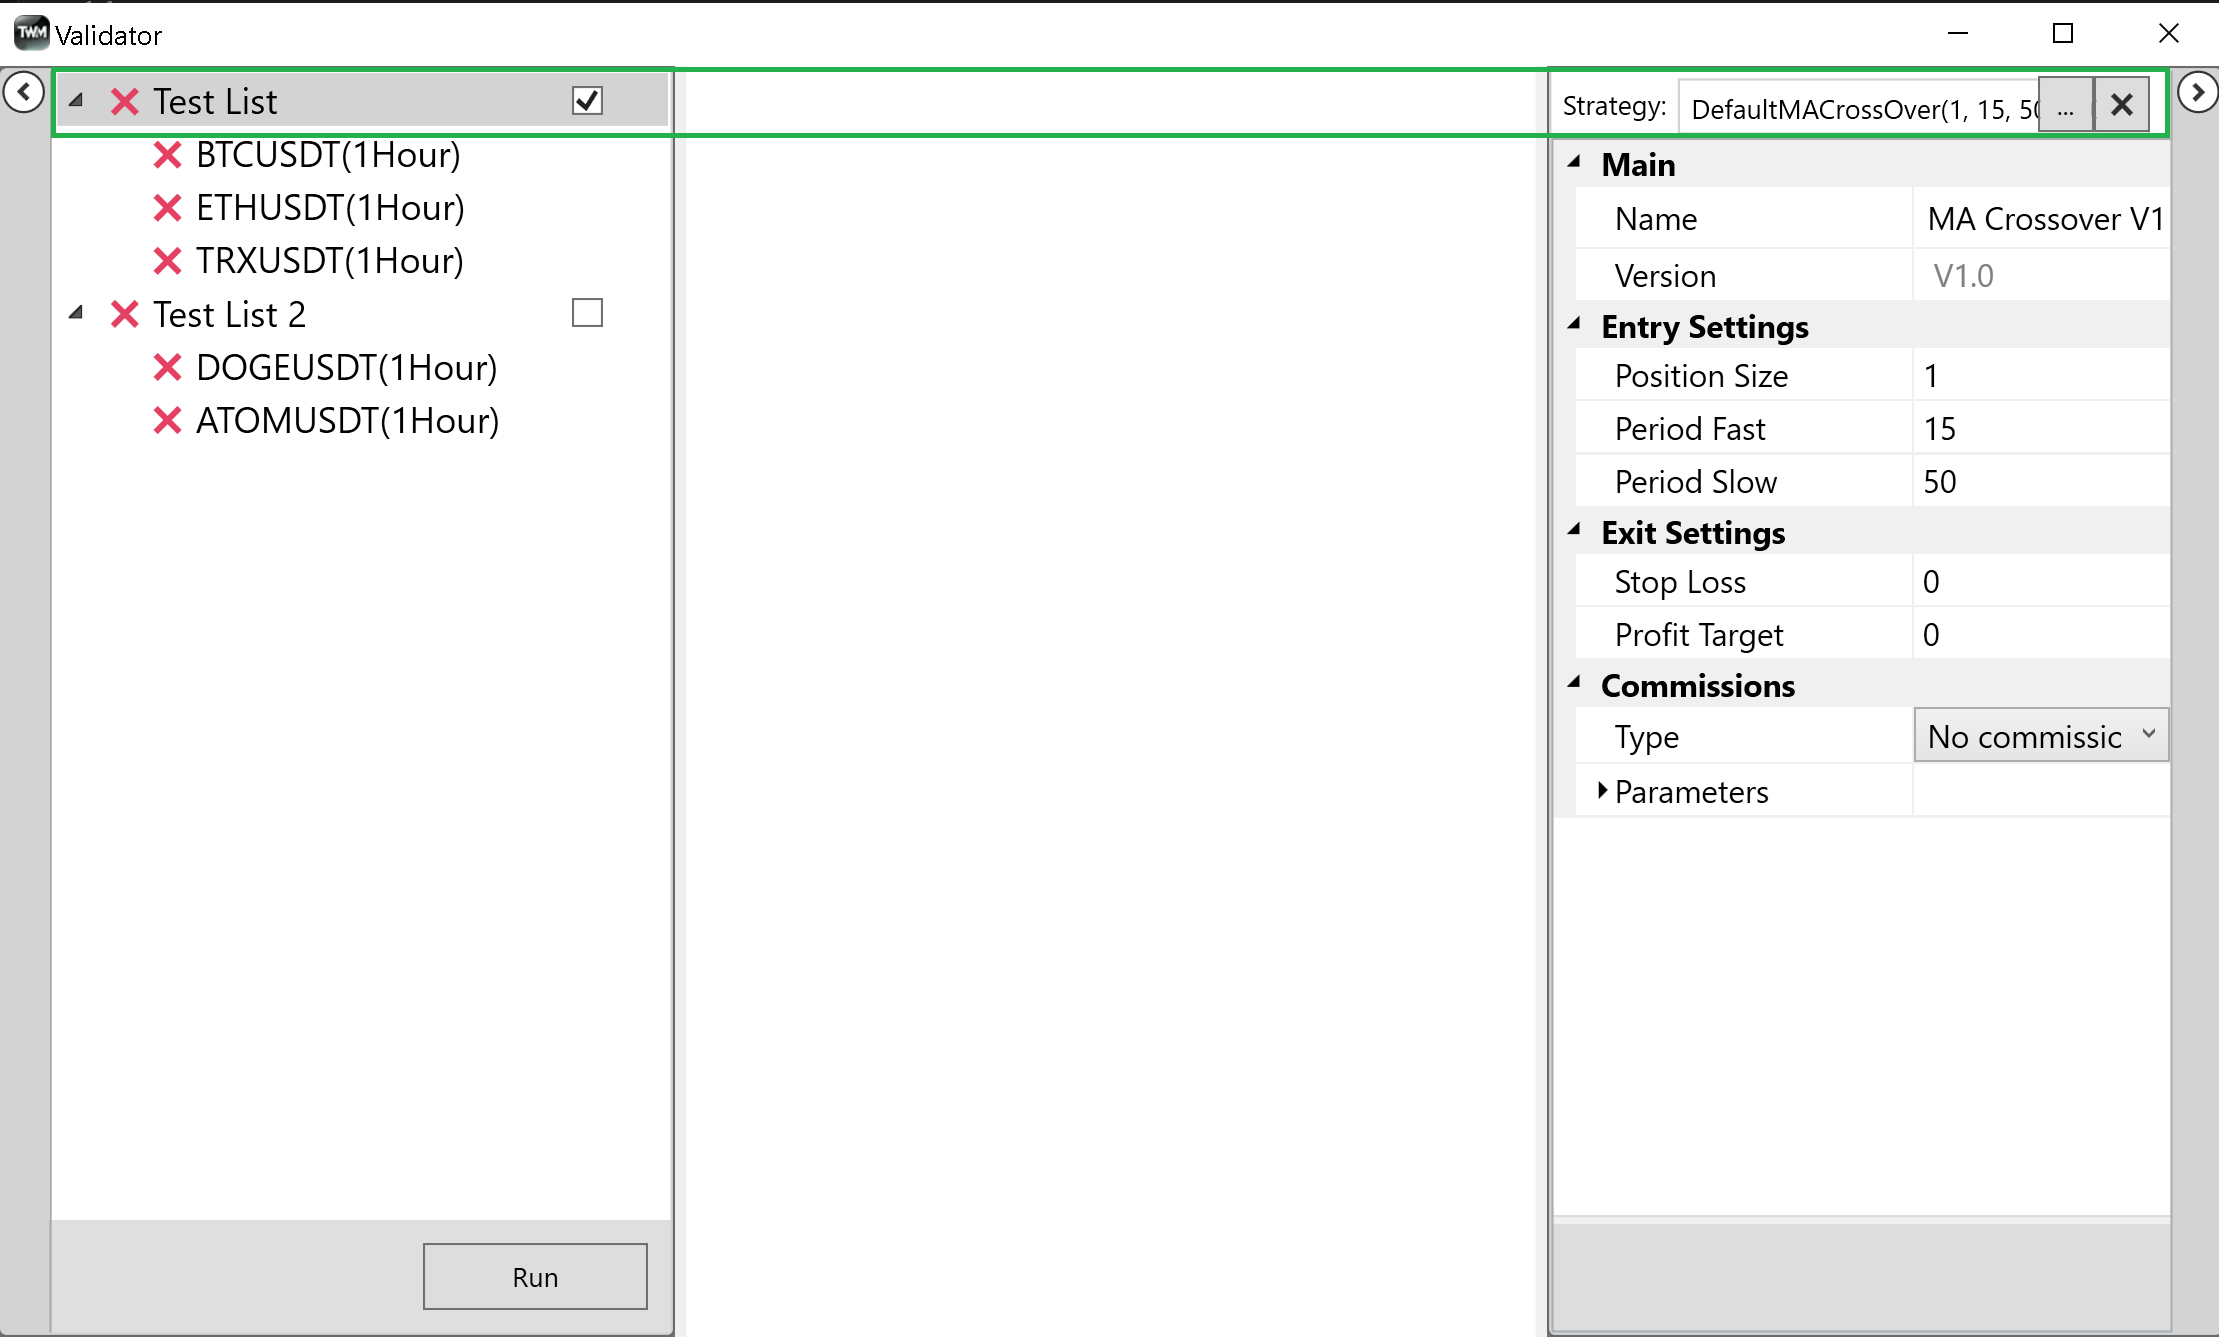 TWM Validator
Test List
BTCUSDT(1Hour)
ETHUSDT(1Hour)
TRXUSDT(1Hour)
Test List 2
DOGEUSDT(1Hour)
ATOMUSDT(1Hour)
Run
Strategy: DefaultMACrossOver(1, 15, 50 ...
Main
Name MA Crossover V1
Version V1.0
Entry Settings
Position Size 1
Period Fast 15
Period Slow 50
Exit Settings
Stop Loss 0
Profit Target 0
Commissions
Type No commissic
Parameters